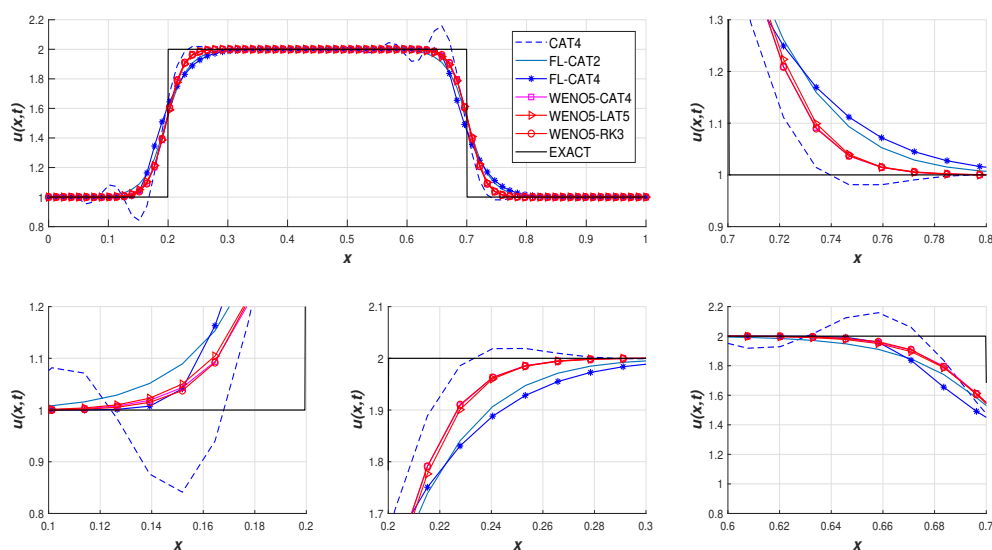 2.2
2
1.8
1.6
1.4
1.2
1
0.8
0 0.1 0.2 0.3 0.4 0.5 0.6 0.7 0.8 0.9 1
x
u(x,t)
CAT4
FL-CAT2
FL-CAT4
WENO5-CAT4
WENO5-LAT5
WENO5-RK3
EXACT
1.3
1.2
1.1
1
0.9
0.7 0.72 0.74 0.76 0.78 0.8
x
u(x,t)
1.2
1.1
1
0.9
0.8
0.1 0.12 0.14 0.16 0.18 0.2
x
u(x,t)
2.1
2
1.9
1.8
1.7
0.2 0.22 0.24 0.26 0.28 0.3
x
u(x,t)
2.2
2
1.8
1.6
1.4
1.2
1
0.8
0.6 0.62 0.64 0.66 0.68 0.7
x
u(x,t)